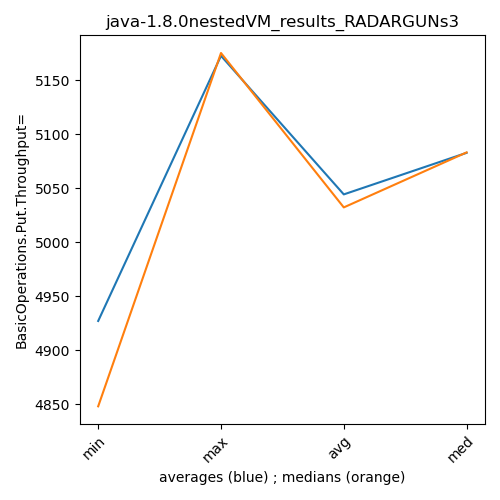 java-1.8.0nestedVM_results_RADARGUNs3
BasicOperations.Put.Throughput=
5150
5100
5050
5000
4950
4900
4850
min
max
avg
med
averages (blue) ; medians (orange)